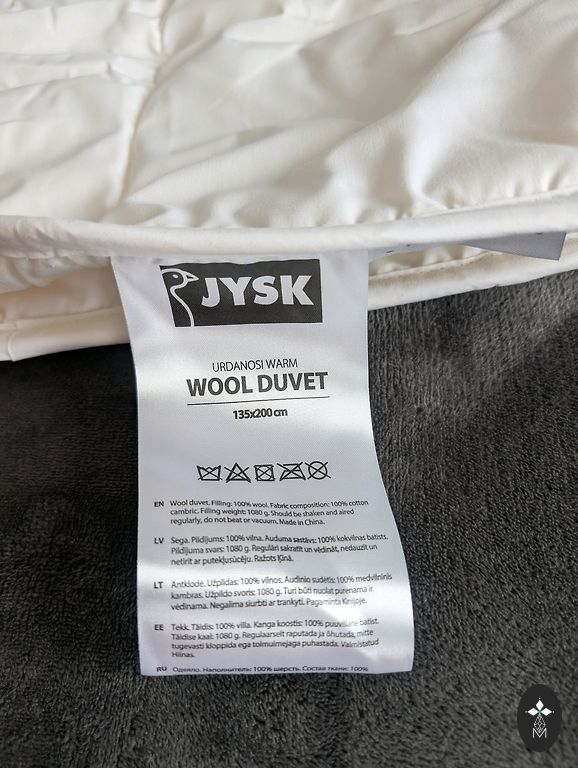 JYSK
URDANOSI WARM
WOOL DUVET
135x200 cm
EN Wool duvet. Filling: 100% wool. Fabric composition: 100% cotton
cambric. Filling weight: 1080 g. Should be shaken and aired
regularly, do not beat or vacuum. Made in China.
LV Sega. Pildījums: 100% vilna. Auduma sastāvs: 100% kokvilnas batists.
Pildījuma svars: 1080 g. Regulāri sakratīt un vēdināt, nedauzīt un
netīrīt ar putekļusūcēju. Ražots Ķīnā.
LT Antklodė. Užpildas: 100% vilnos. Audinio sudėtis: 100% medvilninis
kambras. Užpildo svoris: 1080 g. Turi būti nuolat purenama ir
vėdinama. Negalima siurbti ar trankyti. Pagaminta Kinijoje.
EE Tekk. Täidis: 100% villa. Kanga koostis: 100% puuvillane batist.
Täidise kaal: 1080 g. Regulaarselt raputada ja õhutada, mitte
tugevasti kloppida ega tolmuimejaga puhastada. Valmistatud
Hiinas.
RU Одеяло. Наполнитель: 100% шерсть. Состав ткани: 100%
M